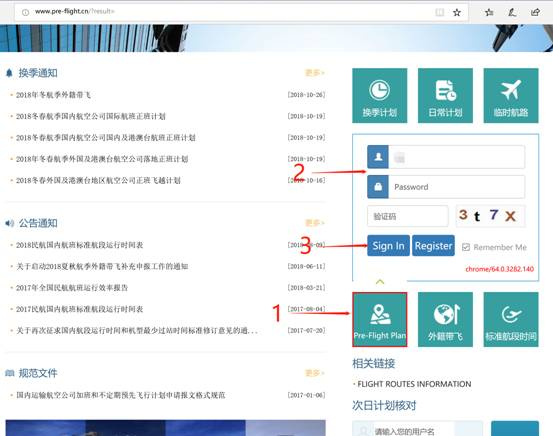 www.pre-flight.cn/?result=
换季通知
更多>
2018年冬航季外籍带飞 [2018-10-26]
2018冬春航季国内航空公司国际航班正班计划 [2018-10-19]
2018冬春航季国内航空公司国内及港澳台航班正班计划 [2018-10-19]
2018年冬春航季外国及港澳台航空公司落地正班计划 [2018-10-19]
2018冬春外国及港澳台地区航空公司正班飞越计划 [2018-10-16]
公告通知
更多>
2018民航国内航班标准航段运行时间表 [2018-08-09]
关于启动2018夏秋航季外籍带飞补充申报工作的通知 [2018-06-11]
2017年全国民航航班运行效率报告 [2018-03-21]
2017民航国内航班标准航段运行时间表 [2017-08-04]
关于再次征求国内航段运行时间和机型最少过站时间标准修订意见的通... [2017-07-20]
规范文件
更多>
国内运输航空公司加班和不定期预先飞行计划申请报文格式规范 [2017-01-06]
换季计划
日常计划
临时航路
2
Password
验证码
3 t 7 X
3
Sign In
Register
Remember Me
chrome/64.0.3282.140
1
Pre-Flight Plan
外籍带飞
标准航段时间
相关链接
· FLIGHT ROUTES INFORMATION
次日计划核对
请输入您的用户名